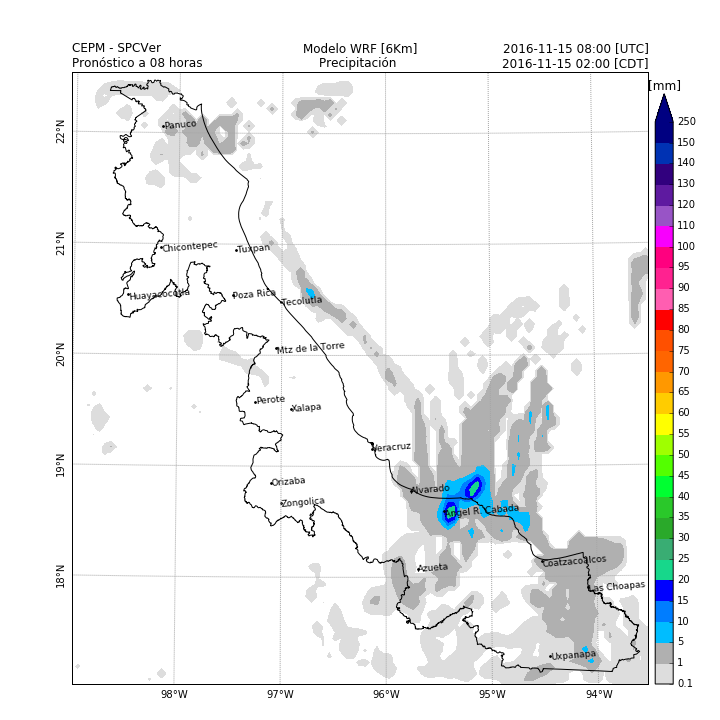 CEPM - SPCVer
Modelo WRF [6Km]
2016-11-15 08:00 [UTC]
Pronóstico a 08 horas
Precipitación
2016-11-15 02:00 [CDT]
[mm]
22°N
21°N
20°N
19°N
18°N
98°W
97°W
96°W
95°W
94°W
Panuco
Chicontepec
Tuxpan
Huayacocotla
Poza Rica
Tecolutla
Mtz de la Torre
Perote
Xalapa
Veracruz
Orizaba
Alvarado
Zongolica
Angel R. Cabada
Azueta
Coatzacoalcos
Las Choapas
Uxpanapa
250
150
140
130
120
110
100
95
90
85
80
75
70
65
60
55
50
45
40
35
30
25
20
15
10
5
1
0.1